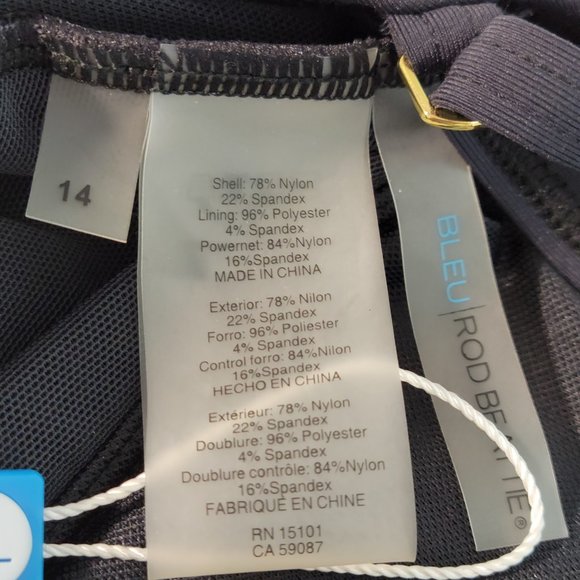 14
Shell: 78% Nylon
22% Spandex
Lining: 96% Polyester
4% Spandex
Powernet: 84%Nylon
16%Spandex
MADE IN CHINA
Exterior: 78% Nilon
22% Spandex
Forro: 96% Poliester
4% Spandex
Control forro: 84%Nilon
16%Spandex
HECHO EN CHINA
Extérieur: 78% Nylon
22% Spandex
Doublure: 96% Polyester
4% Spandex
Doublure contrôle: 84%Nylon
16%Spandex
FABRIQUE EN CHINE
RN 15101
CA 59087
BLEU|ROD BEATTIE®